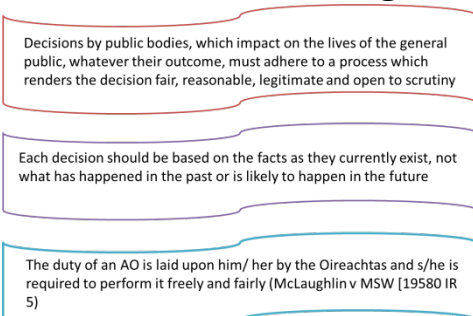 Decisions by public bodies, which impact on the lives of the general
public, whatever their outcome, must adhere to a process which
renders the decision fair, reasonable, legitimate and open to scrutiny
Each decision should be based on the facts as they currently exist, not
what has happened in the past or is likely to happen in the future
The duty of an AO is laid upon him/ her by the Oireachtas and s/he is
required to perform it freely and fairly (McLaughlin v MSW [19580 IR
5)